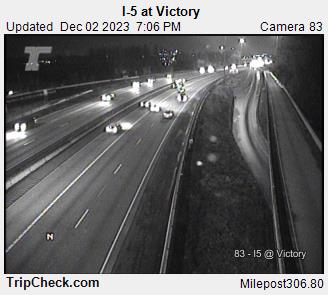 I-5 at Victory
Updated Dec 02 2023 7:06 PM Camera 83
T
N
83 - I5 @ Victory
TripCheck.com Milepost306.80